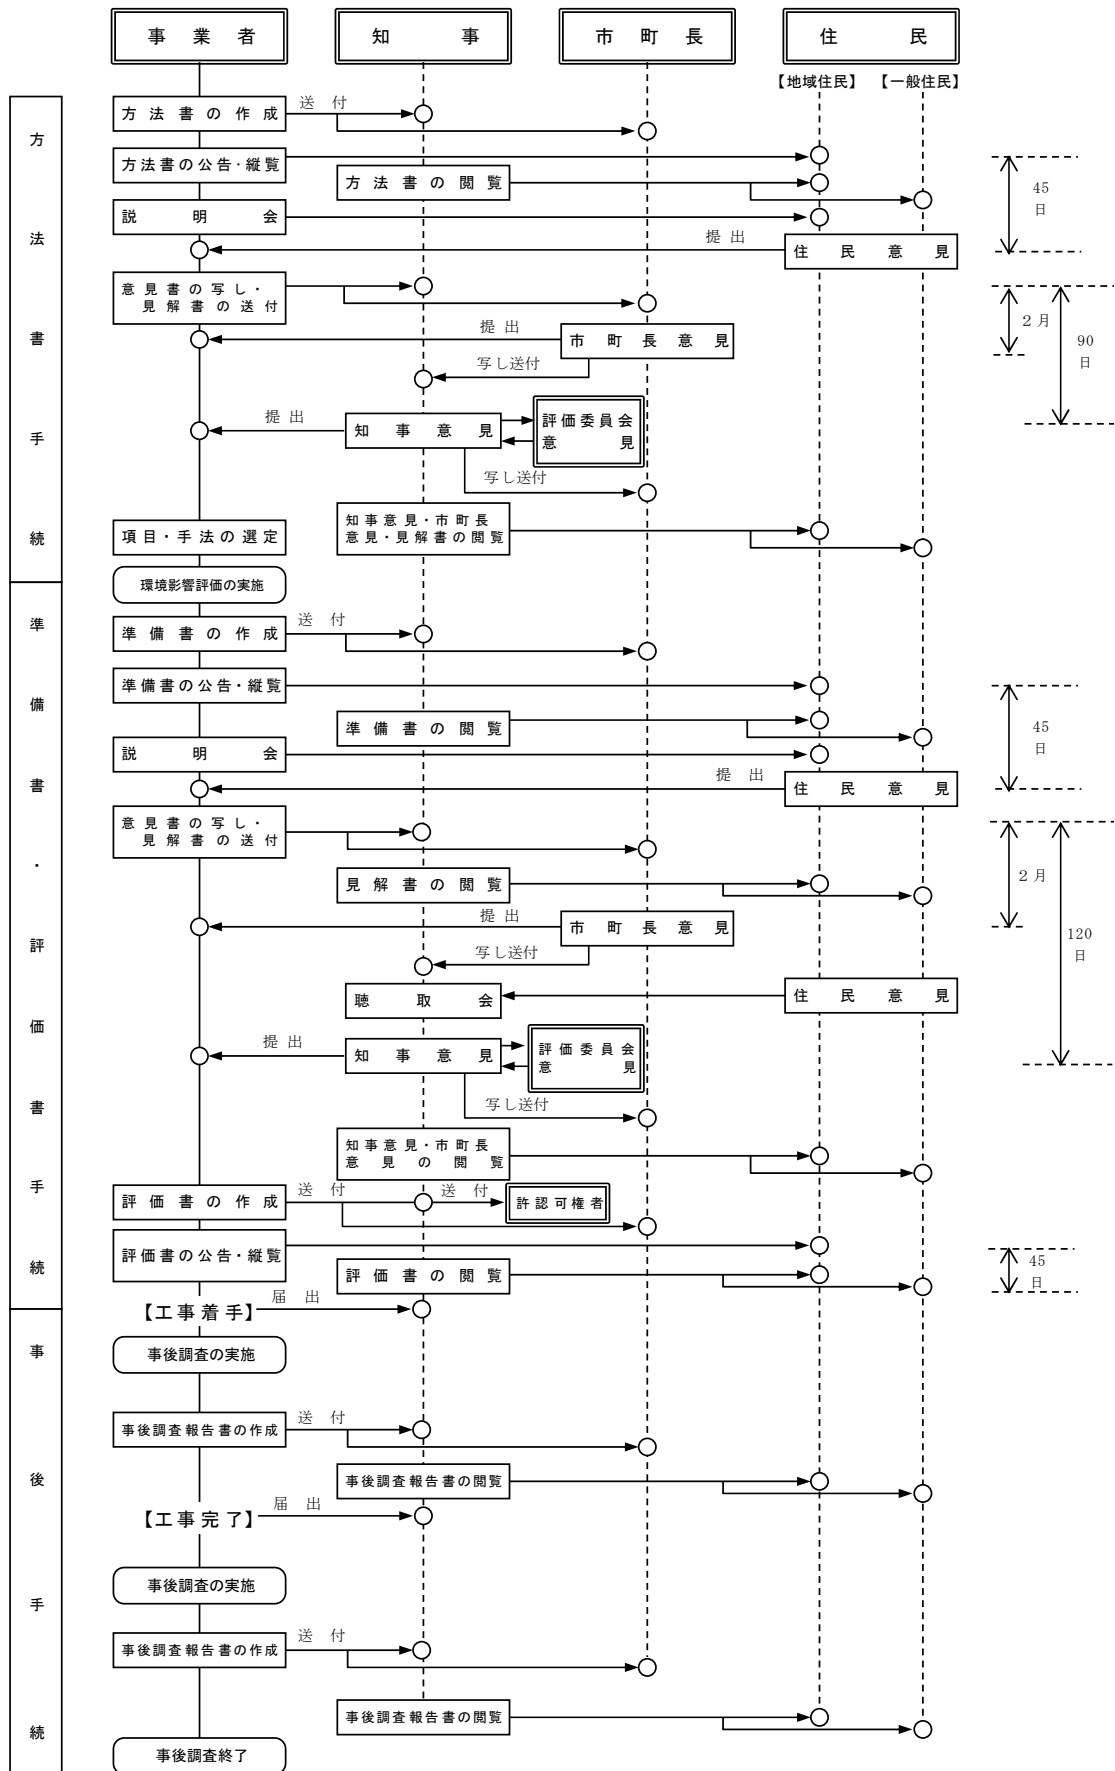 事業者
知事
市町長
住民
【地域住民】
【一般住民】
方法書手続
方法書の作成
送付
方法書の公告・縦覧
方法書の閲覧
45
日
説明会
提出
住民意見
意見書の写し・
見解書の送付
2月
90
日
提出
市町長意見
写し送付
提出
知事意見
評価委員会
意見
写し送付
知事意見・市町長
意見・見解書の閲覧
項目・手法の選定
環境影響評価の実施
準備書・評価書手続
準備書の作成
送付
準備書の公告・縦覧
準備書の閲覧
45
日
説明会
提出
住民意見
意見書の写し・
見解書の送付
見解書の閲覧
2月
120
日
提出
市町長意見
写し送付
聴取会
住民意見
提出
知事意見
評価委員会
意見
写し送付
知事意見・市町長
意見の閲覧
評価書の作成
送付
送付
許認可権者
評価書の公告・縦覧
評価書の閲覧
45
日
【工事着手】
届出
事後手続
事後調査の実施
事後調査報告書の作成
送付
事後調査報告書の閲覧
【工事完了】
届出
事後調査の実施
事後調査報告書の作成
送付
事後調査報告書の閲覧
事後調査終了